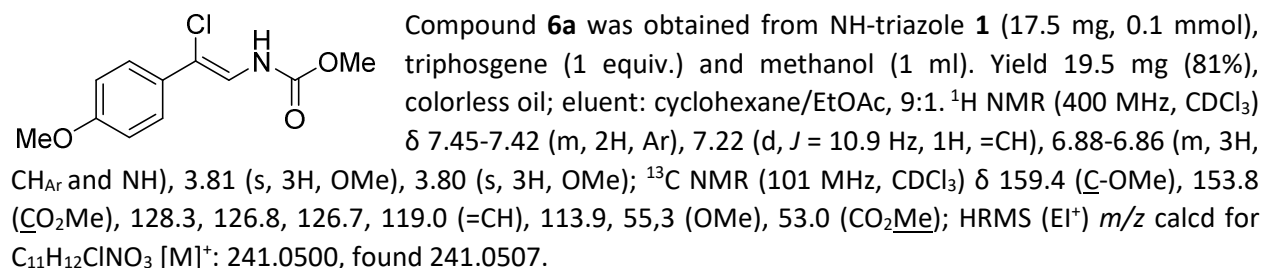 Cl
H
N
OMe
O
MeO
Compound 6a was obtained from NH-triazole 1 (17.5 mg, 0.1 mmol),
triphosgene (1 equiv.) and methanol (1 ml). Yield 19.5 mg (81%),
colorless oil; eluent: cyclohexane/EtOAc, 9:1. ¹H NMR (400 MHz, CDCl₃)
δ 7.45-7.42 (m, 2H, Ar), 7.22 (d, J = 10.9 Hz, 1H, =CH), 6.88-6.86 (m, 3H,
CH_Ar and NH), 3.81 (s, 3H, OMe), 3.80 (s, 3H, OMe); ¹³C NMR (101 MHz, CDCl₃) δ 159.4 (C-OMe), 153.8
(CO₂Me), 128.3, 126.8, 126.7, 119.0 (=CH), 113.9, 55,3 (OMe), 53.0 (CO₂Me); HRMS (EI⁺) m/z calcd for
C₁₁H₁₂ClNO₃ [M]⁺: 241.0500, found 241.0507.